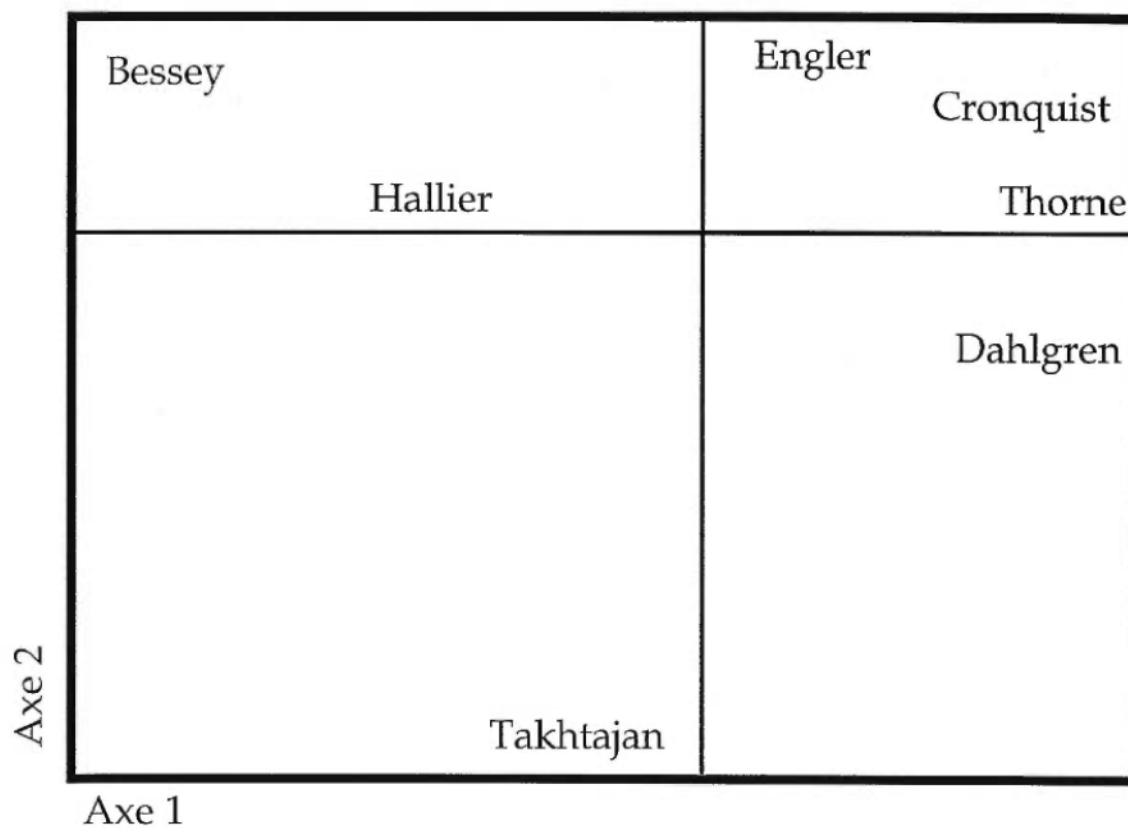 Bessey
Engler
Cronquist
Hallier
Thorne
Dahlgren
Takhtajan
Axe 2
Axe 1